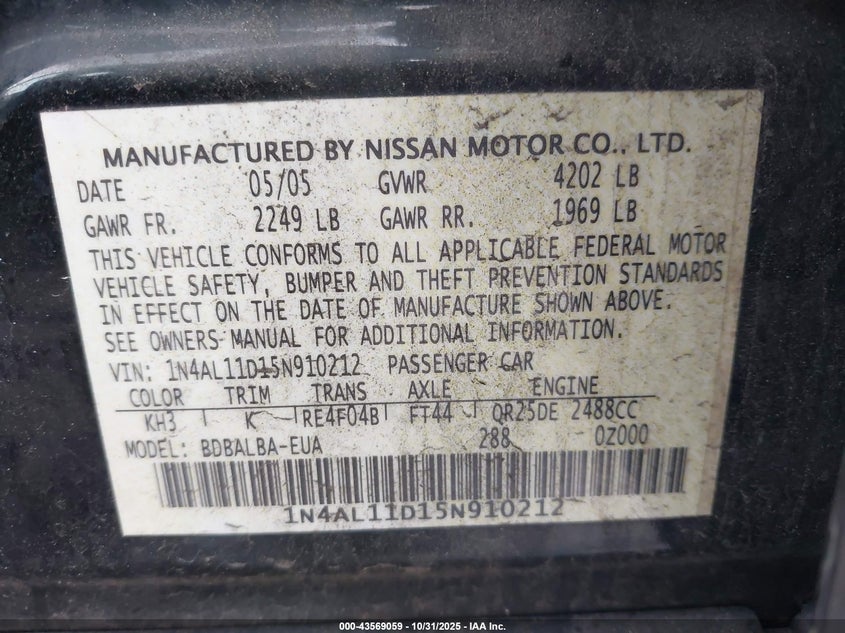 MANUFACTURED BY NISSAN MOTOR CO., LTD.
DATE 05/05 GVWR 4202 LB
GAWR FR. 2249 LB GAWR RR. 1969 LB
THIS VEHICLE CONFORMS TO ALL APPLICABLE FEDERAL MOTOR
VEHICLE SAFETY, BUMPER AND THEFT PREVENTION STANDARDS
IN EFFECT ON THE DATE OF MANUFACTURE SHOWN ABOVE.
SEE OWNERS MANUAL FOR ADDITIONAL INFORMATION.
VIN: 1N4AL11D15N910212 PASSENGER CAR
COLOR TRIM TRANS AXLE ENGINE
KH3 K RE4F04B FT44 QR25DE 2488CC
MODEL: BDBALBA-EUA 288 0Z000
1N4AL11D15N910212
000-43569059 - 10/31/2025 - IAA Inc.